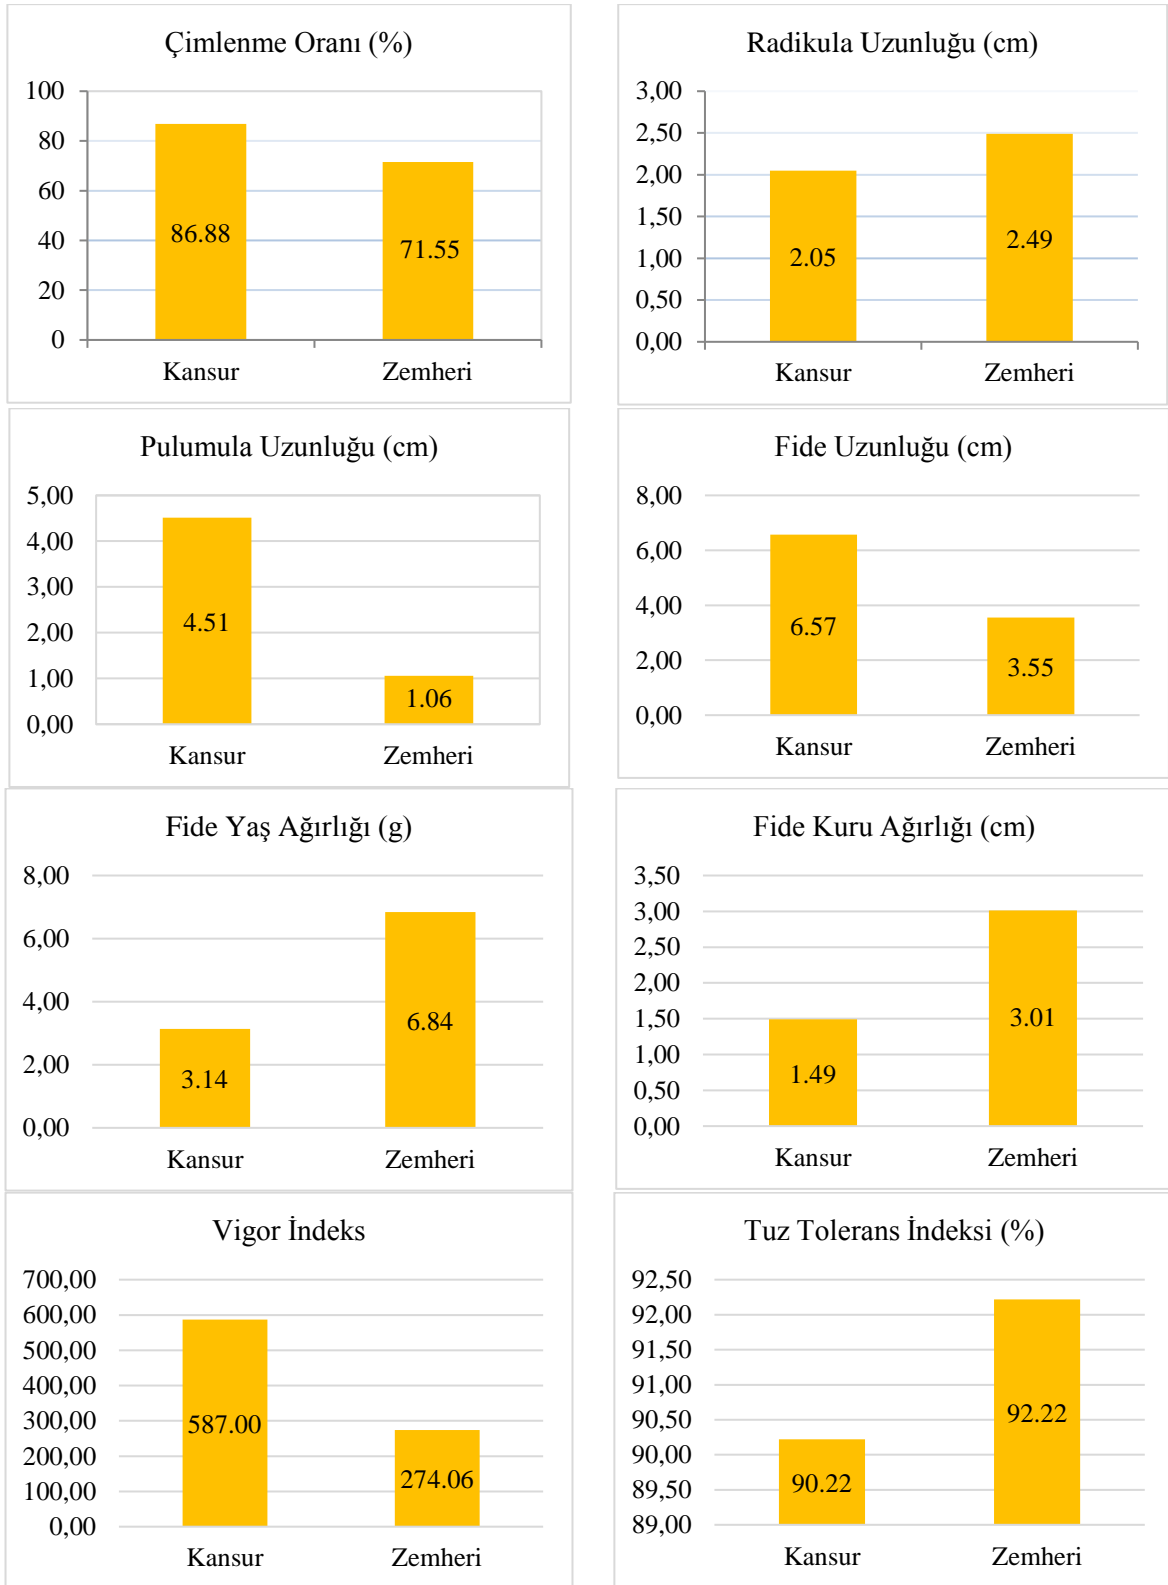 Çimlenme Oranı (%)
100
80
60
40
20
0
86.88
71.55
Kansur
Zemheri
Radikula Uzunluğu (cm)
3,00
2,50
2,00
1,50
1,00
0,50
0,00
2.05
2.49
Kansur
Zemheri
Pulumula Uzunluğu (cm)
5,00
4,00
3,00
2,00
1,00
0,00
4.51
1.06
Kansur
Zemheri
Fide Uzunluğu (cm)
8,00
6,00
4,00
2,00
0,00
6.57
3.55
Kansur
Zemheri
Fide Yaş Ağırlığı (g)
8,00
6,00
4,00
2,00
0,00
3.14
6.84
Kansur
Zemheri
Fide Kuru Ağırlığı (cm)
3,50
3,00
2,50
2,00
1,50
1,00
0,50
0,00
1.49
3.01
Kansur
Zemheri
Vigor İndeks
700,00
600,00
500,00
400,00
300,00
200,00
100,00
0,00
587.00
274.06
Kansur
Zemheri
Tuz Tolerans İndeksi (%)
92,50
92,00
91,50
91,00
90,50
90,00
89,50
89,00
90.22
92.22
Kansur
Zemheri